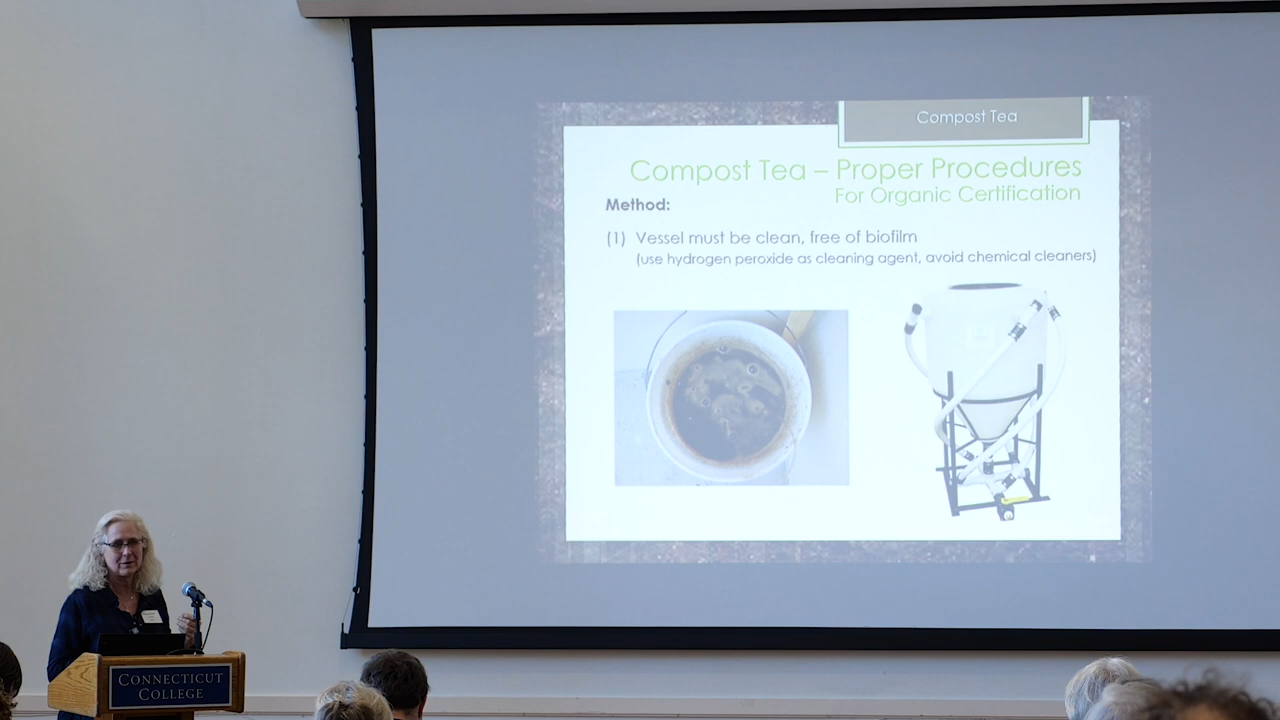 Compost Tea
Compost Tea – Proper Procedures
For Organic Certification
Method:
(1) Vessel must be clean, free of biofilm
(use hydrogen peroxide as cleaning agent, avoid chemical cleaners)
CONNECTICUT
COLLEGE